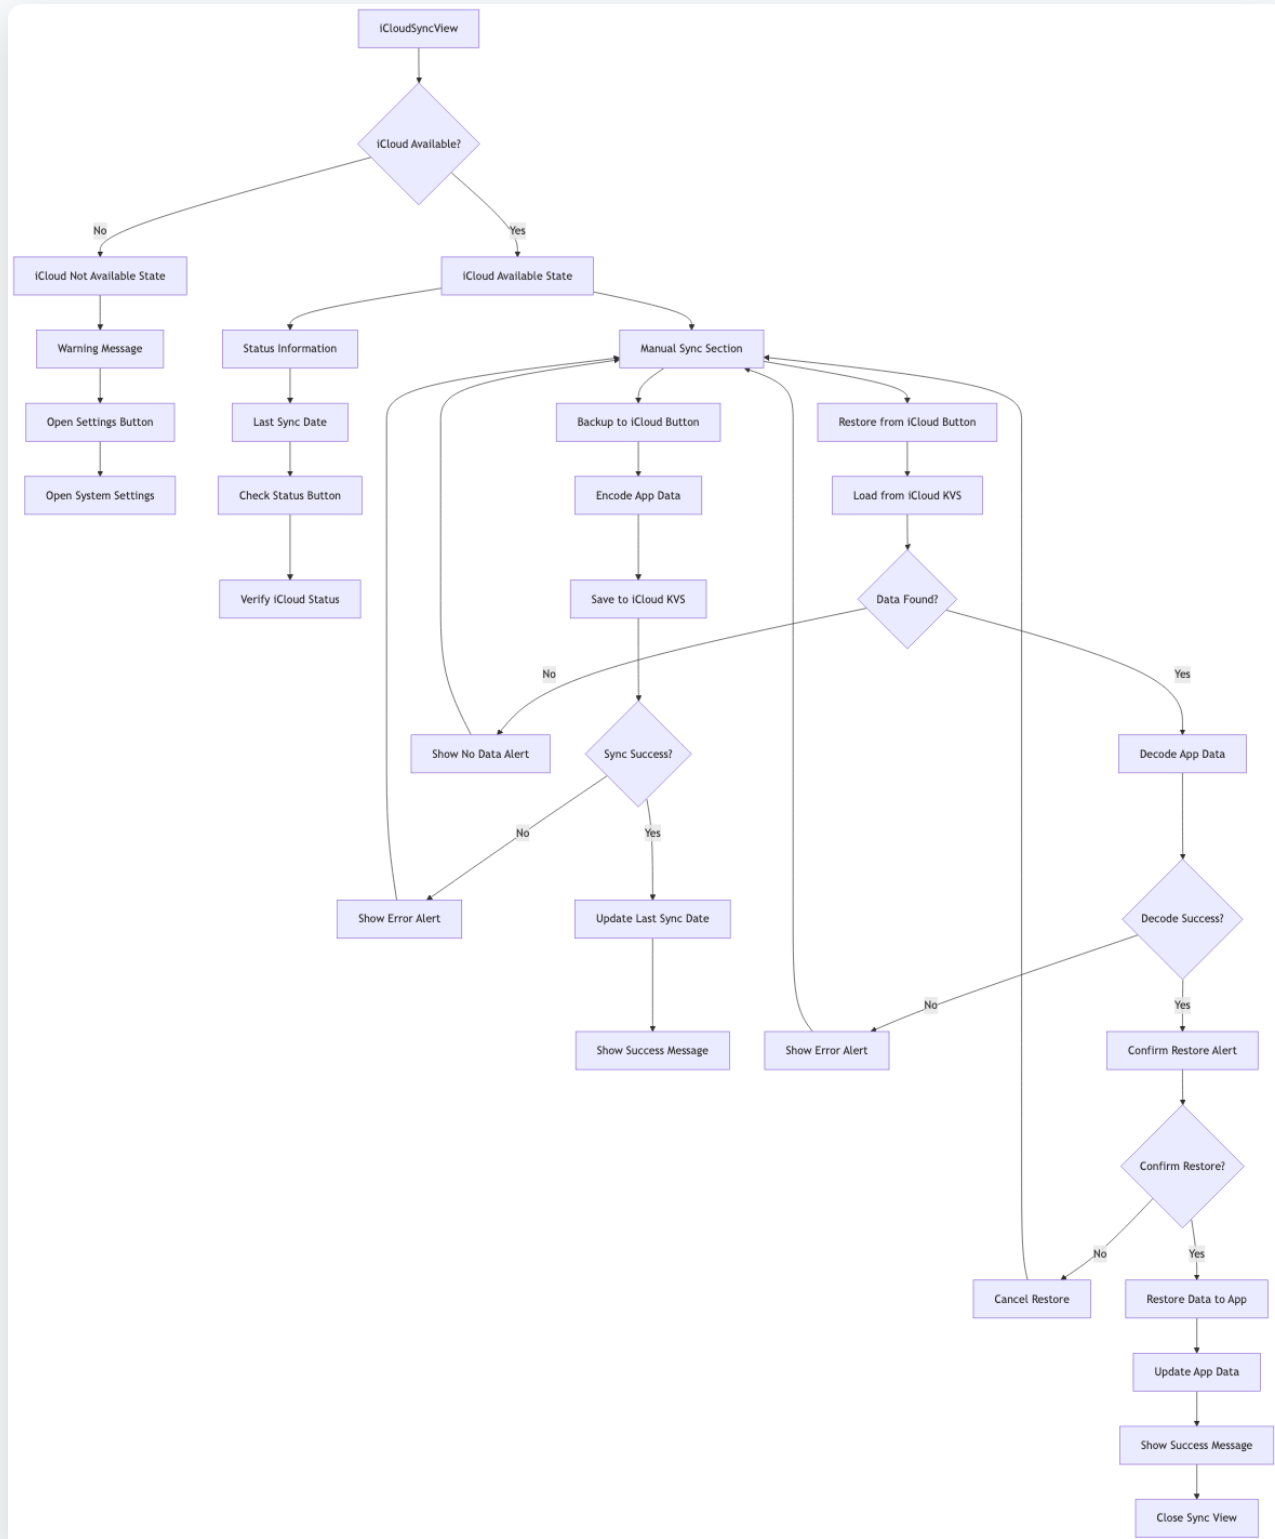 iCloudSyncView
iCloud Available?
No
Yes
iCloud Not Available State
iCloud Available State
Warning Message
Status Information
Manual Sync Section
Open Settings Button
Last Sync Date
Backup to iCloud Button
Restore from iCloud Button
Open System Settings
Check Status Button
Encode App Data
Load from iCloud KVS
Verify iCloud Status
Save to iCloud KVS
Data Found?
No
Yes
Show No Data Alert
Sync Success?
Decode App Data
No
Yes
Show Error Alert
Update Last Sync Date
Decode Success?
No
Yes
Show Success Message
Show Error Alert
Confirm Restore Alert
Confirm Restore?
No
Yes
Cancel Restore
Restore Data to App
Update App Data
Show Success Message
Close Sync View